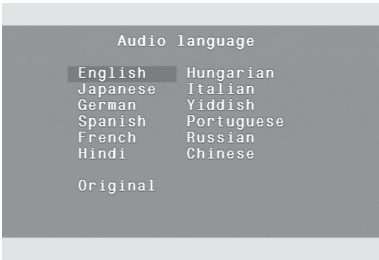 Audio language
English Hungarian
Japanese Italian
German Yiddish
Spanish Portuguese
French Russian
Hindi Chinese
Original